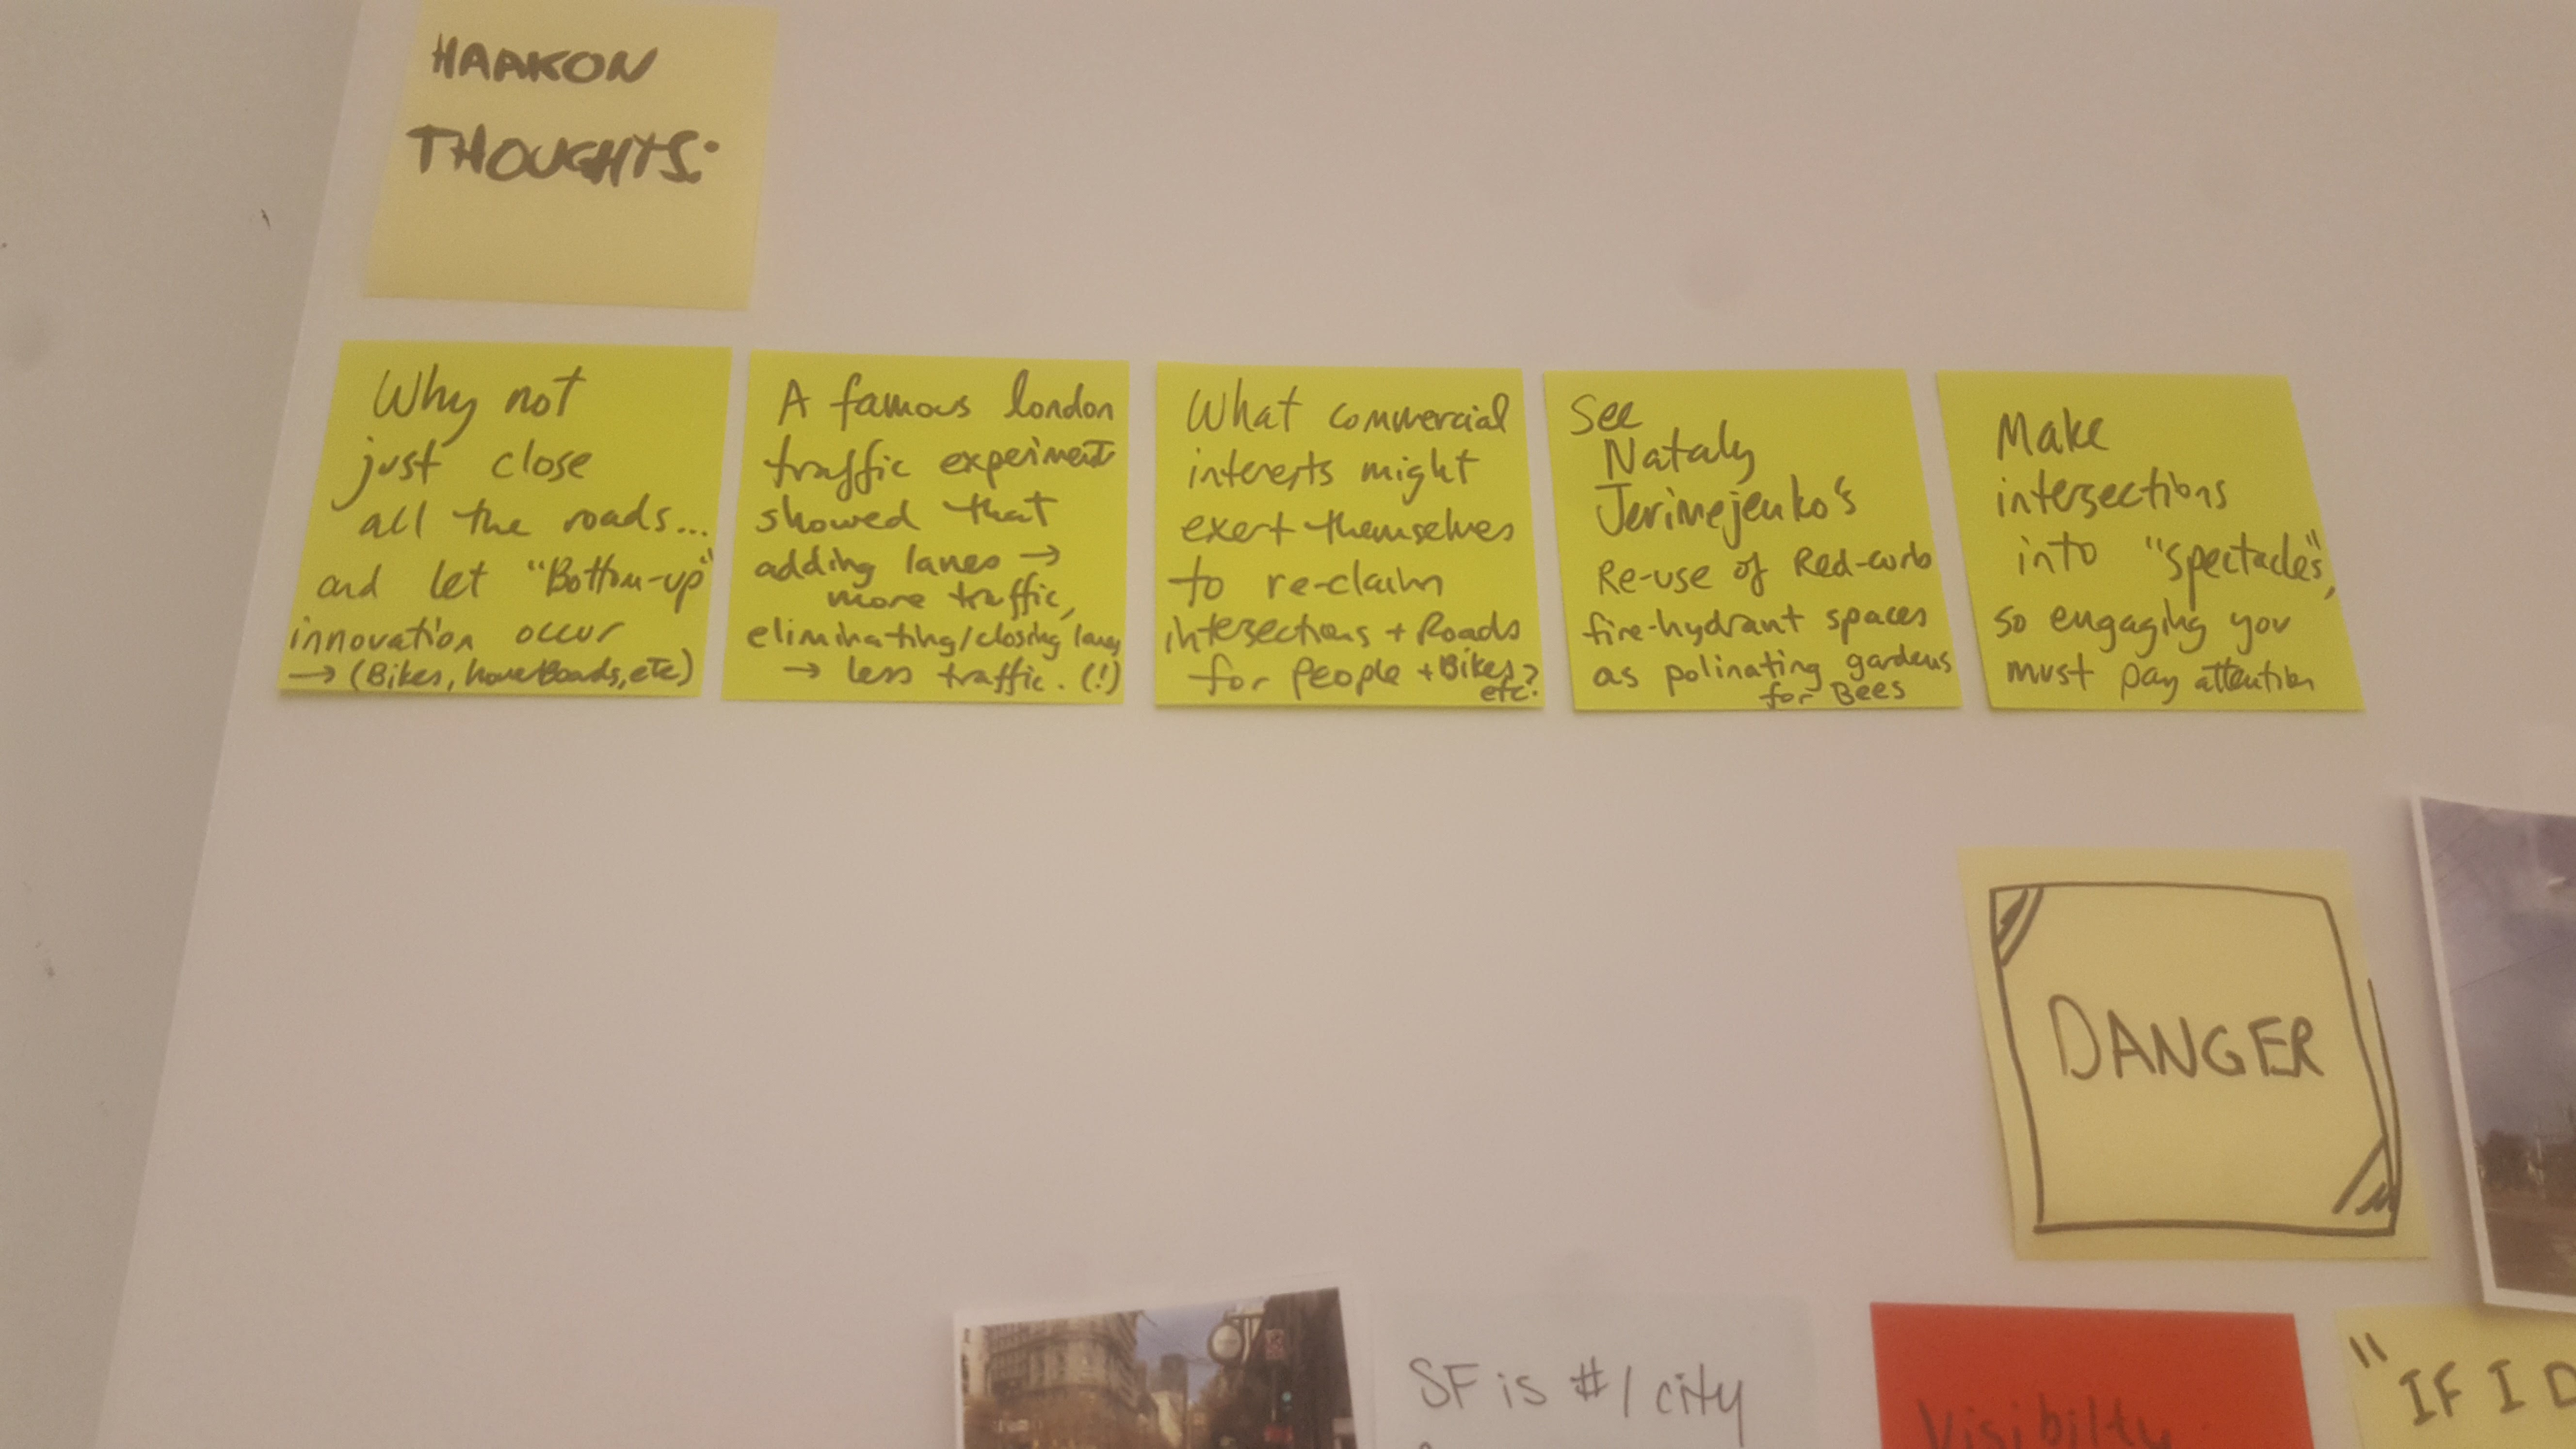 HAAKON
THOUGHTS:
Why not
just close
all the roads...
and let "Bottom-up"
innovation occur
→ (Bikes, hoverboards, etc)
A famous london
traffic experiment
showed that
adding lanes →
more traffic,
eliminating/closing lanes
→ less traffic. (!)
What commercial
interests might
exert themselves
to re-claim
intersections + Roads
for people + Bikes?
etc?
See
Nataly
Jerimejenko's
Re-use of Red-curb
fire-hydrant spaces
as polinating gardens
for Bees
Make
intersections
into "spectacles",
so engaging you
must pay attention
DANGER
SF is #1 city
Visibilty
"IF I D